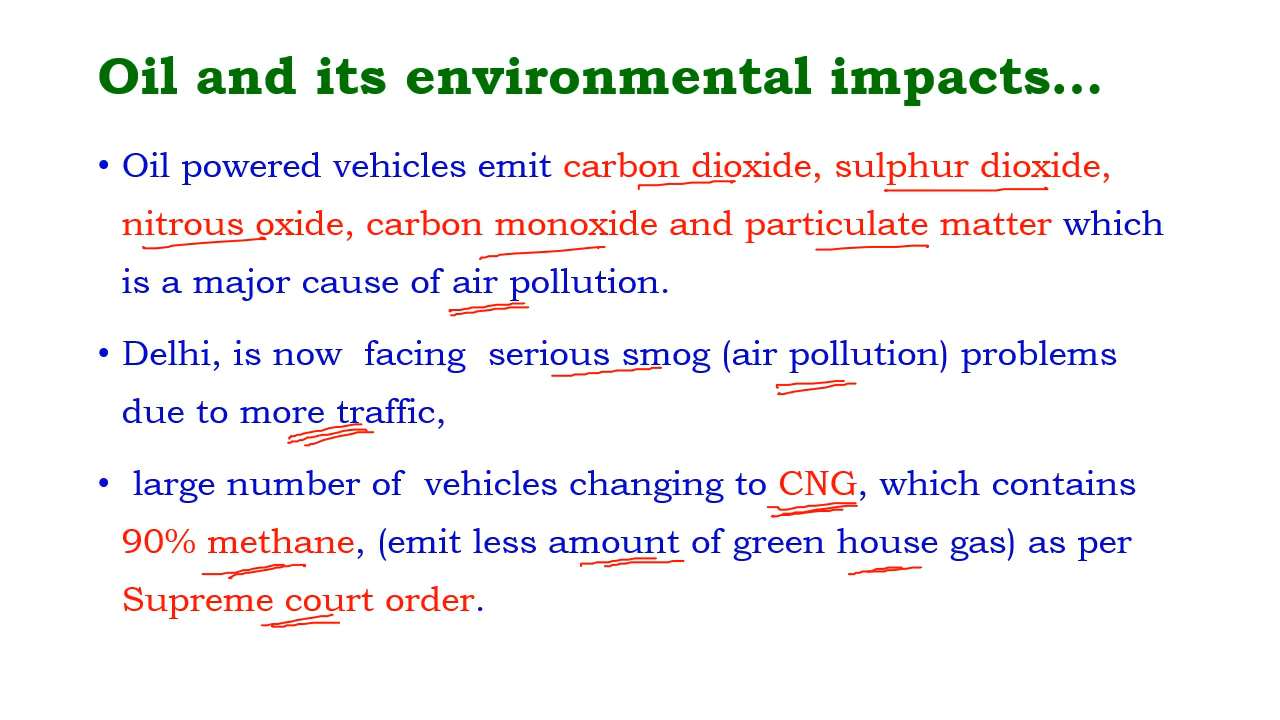 Oil and its environmental impacts...
• Oil powered vehicles emit carbon dioxide, sulphur dioxide,
nitrous oxide, carbon monoxide and particulate matter which
is a major cause of air pollution.
• Delhi, is now facing serious smog (air pollution) problems
due to more traffic,
• large number of vehicles changing to CNG, which contains
90% methane, (emit less amount of green house gas) as per
Supreme court order.